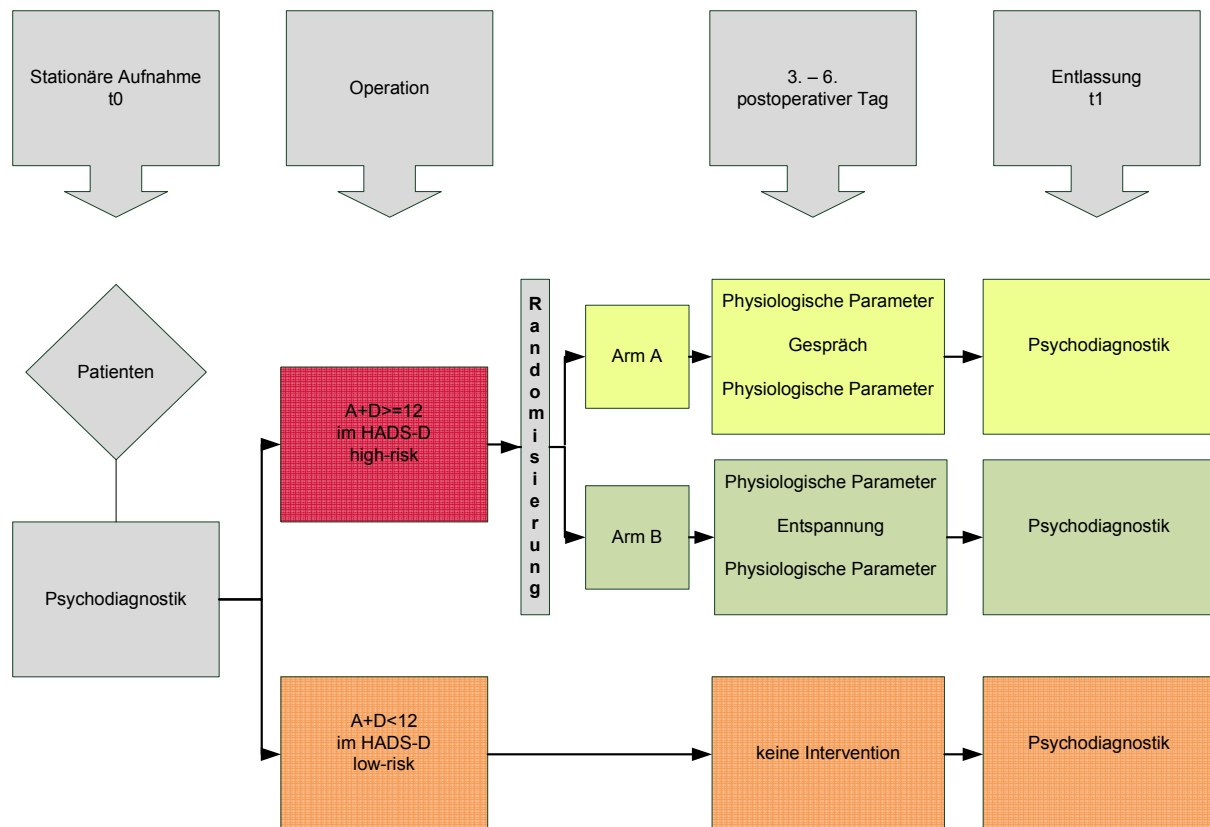 Stationäre Aufnahme
t0
Operation
3. – 6.
postoperativer Tag
Entlassung
t1
Patienten
Psychodiagnostik
A+D>=12
im HADS-D
high-risk
Randomisierung
Arm A
Physiologische Parameter
Gespräch
Physiologische Parameter
Psychodiagnostik
Arm B
Physiologische Parameter
Entspannung
Physiologische Parameter
Psychodiagnostik
A+D<12
im HADS-D
low-risk
keine Intervention
Psychodiagnostik